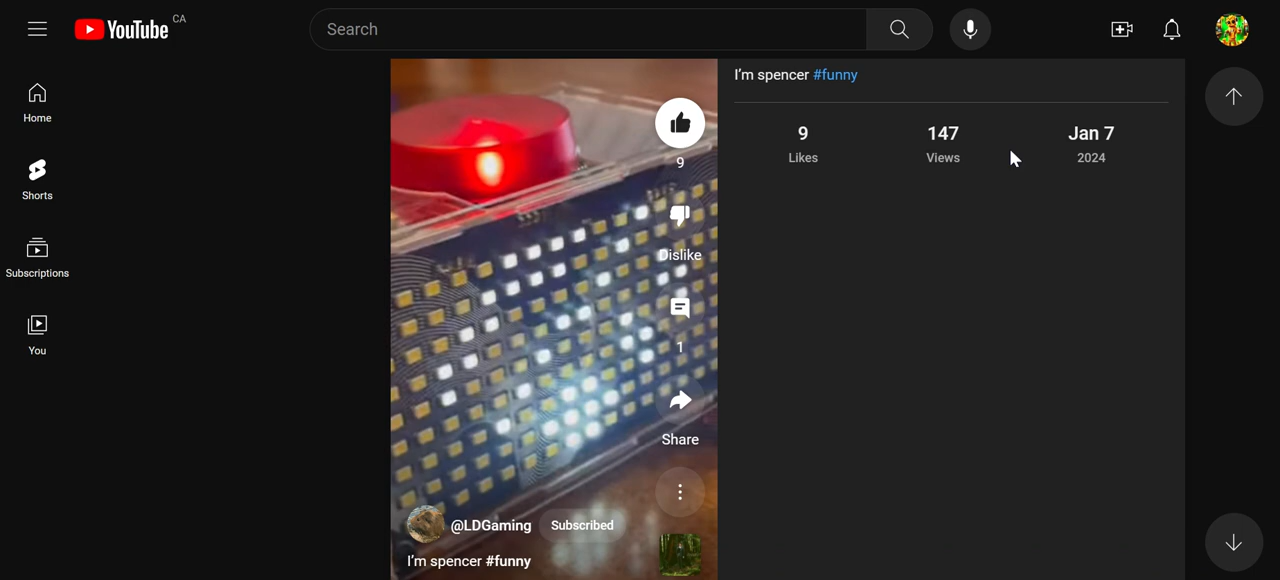 YouTube CA
Search
Home
Shorts
Subscriptions
You
9
Dislike
1
Share
@LDGaming Subscribed
I’m spencer #funny
I’m spencer #funny
9 147 Jan 7
Likes Views 2024